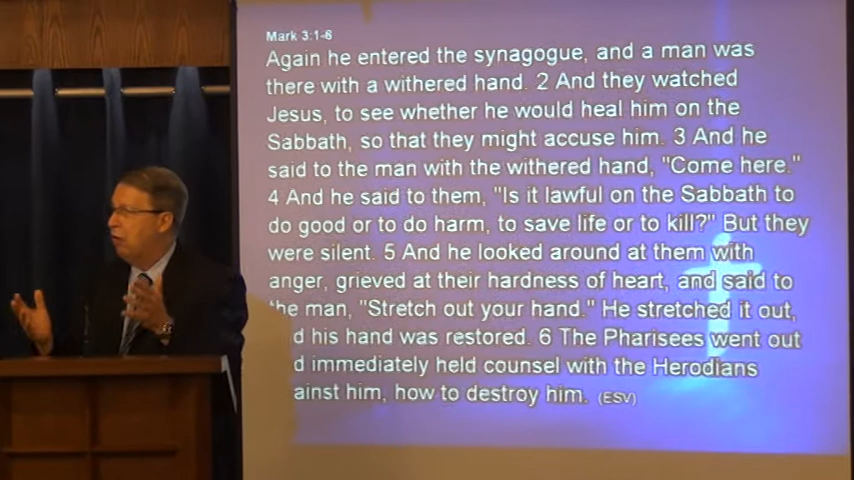 Mark 3:1-6
Again he entered the synagogue, and a man was
there with a withered hand. 2 And they watched
Jesus, to see whether he would heal him on the
Sabbath, so that they might accuse him. 3 And he
said to the man with the withered hand, "Come here."
4 And he said to them, "Is it lawful on the Sabbath to
do good or to do harm, to save life or to kill?" But they
were silent. 5 And he looked around at them with
anger, grieved at their hardness of heart, and said to
the man, "Stretch out your hand." He stretched it out,
d his hand was restored. 6 The Pharisees went out
d immediately held counsel with the Herodians
ainst him, how to destroy him. (ESV)